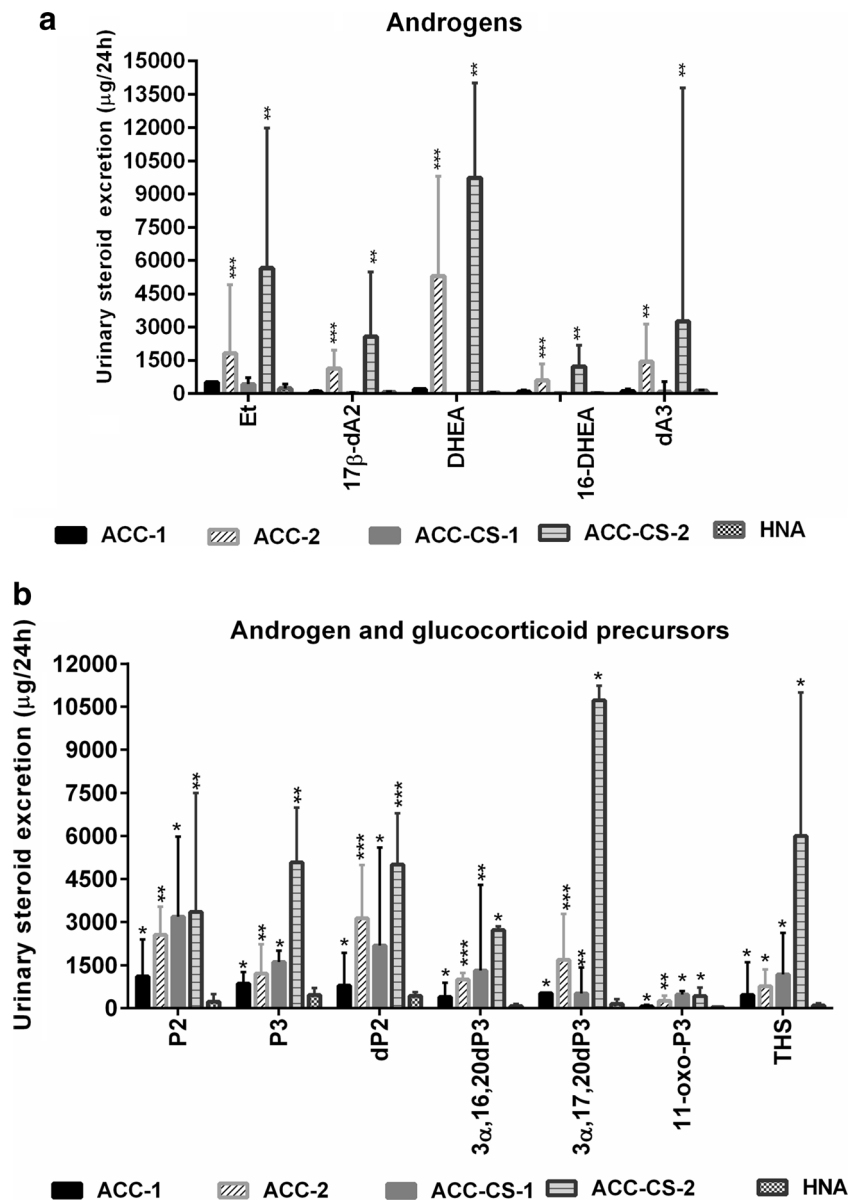 a
Androgens
Urinary steroid excretion (µg/24h)
15000
13500
12000
10500
9000
7500
6000
4500
3000
1500
0
*** ** *** ** *** ** *** ** ** **
Et 17β-dA2 DHEA 16-DHEA dA3
ACC-1 ACC-2 ACC-CS-1 ACC-CS-2 HNA
b
Androgen and glucocorticoid precursors
Urinary steroid excretion (µg/24h)
12000
10500
9000
7500
6000
4500
3000
1500
0
* ** * ** * ** * ** * *** * *** * *** ** * * *** ** * * ** * * * * * *
P2 P3 dP2 3α,16,20dP3 3α,17,20dP3 11-oxo-P3 THS
ACC-1 ACC-2 ACC-CS-1 ACC-CS-2 HNA